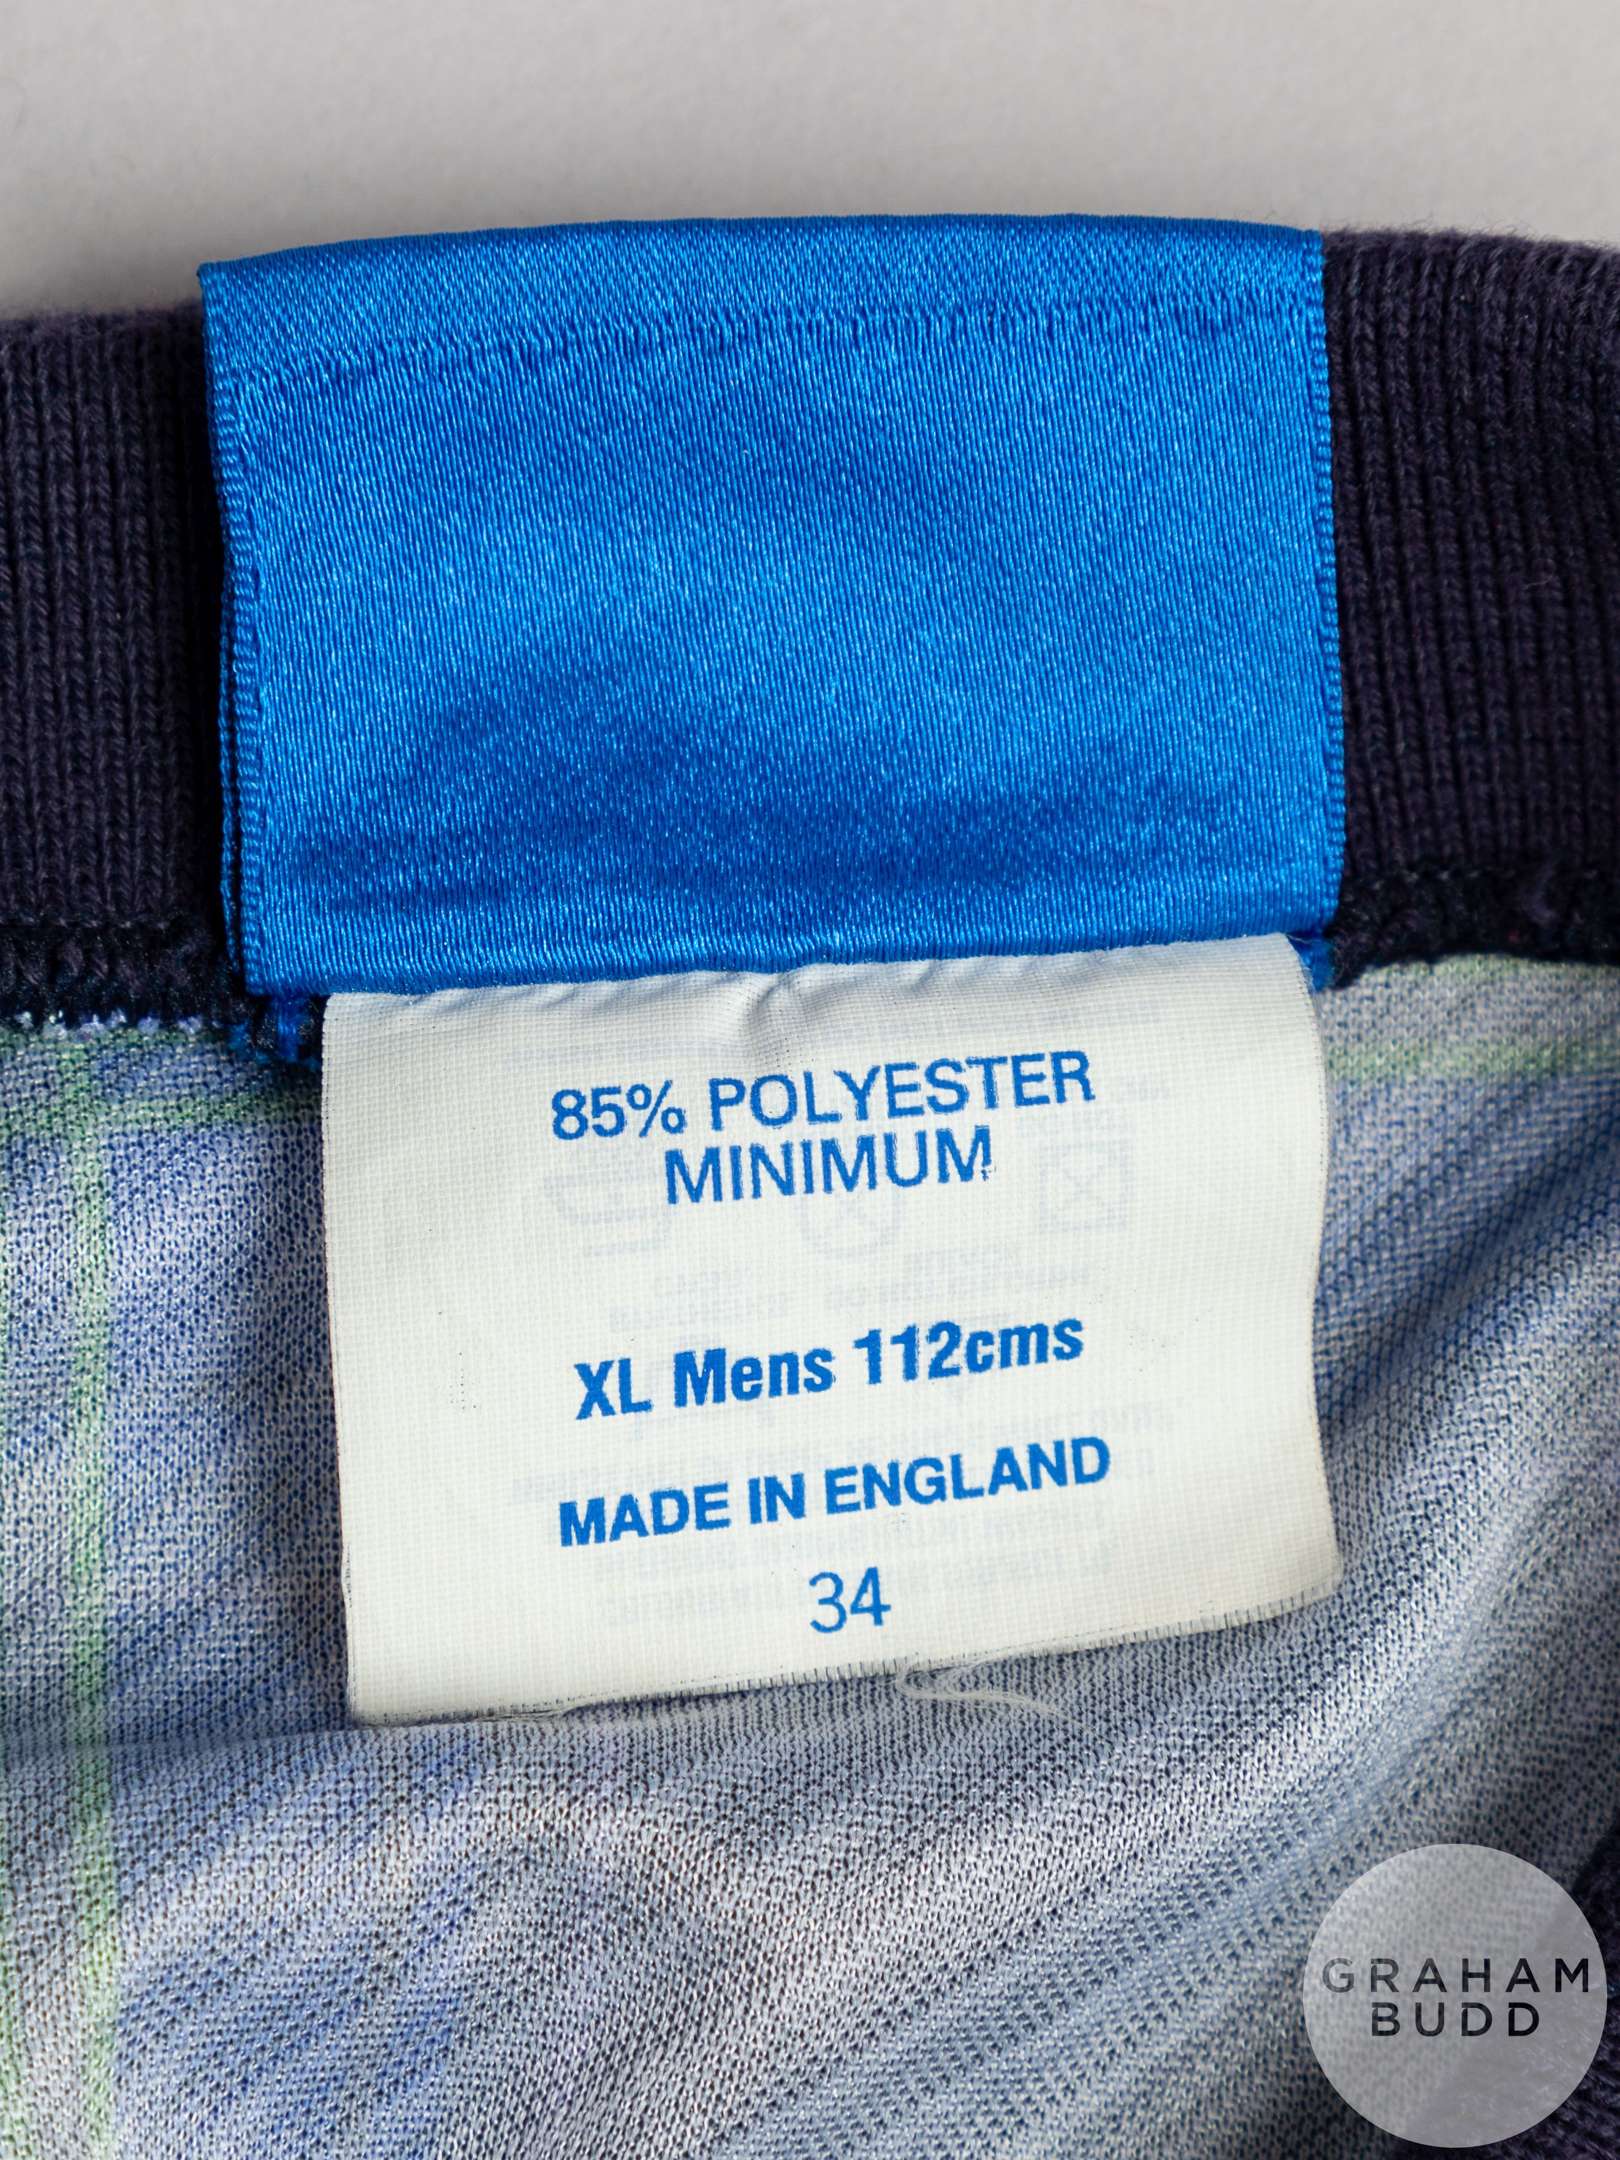 85% POLYESTER
MINIMUM
XL Mens 112cms
MADE IN ENGLAND
34
GRAHAM
BUDD